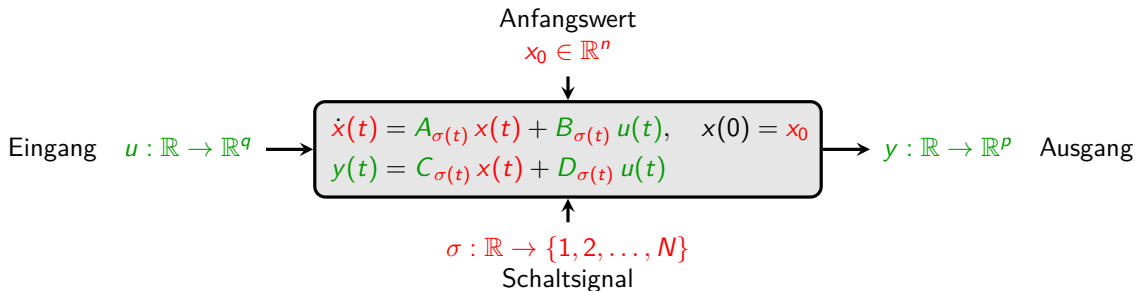 Anfangswert
x₀ ∈ ℝⁿ
Eingang u : ℝ → ℝ^q
ẋ(t) = A_σ(t) x(t) + B_σ(t) u(t), x(0) = x₀
y(t) = C_σ(t) x(t) + D_σ(t) u(t)
y : ℝ → ℝ^p Ausgang
σ : ℝ → {1, 2, . . . , N}
Schaltsignal